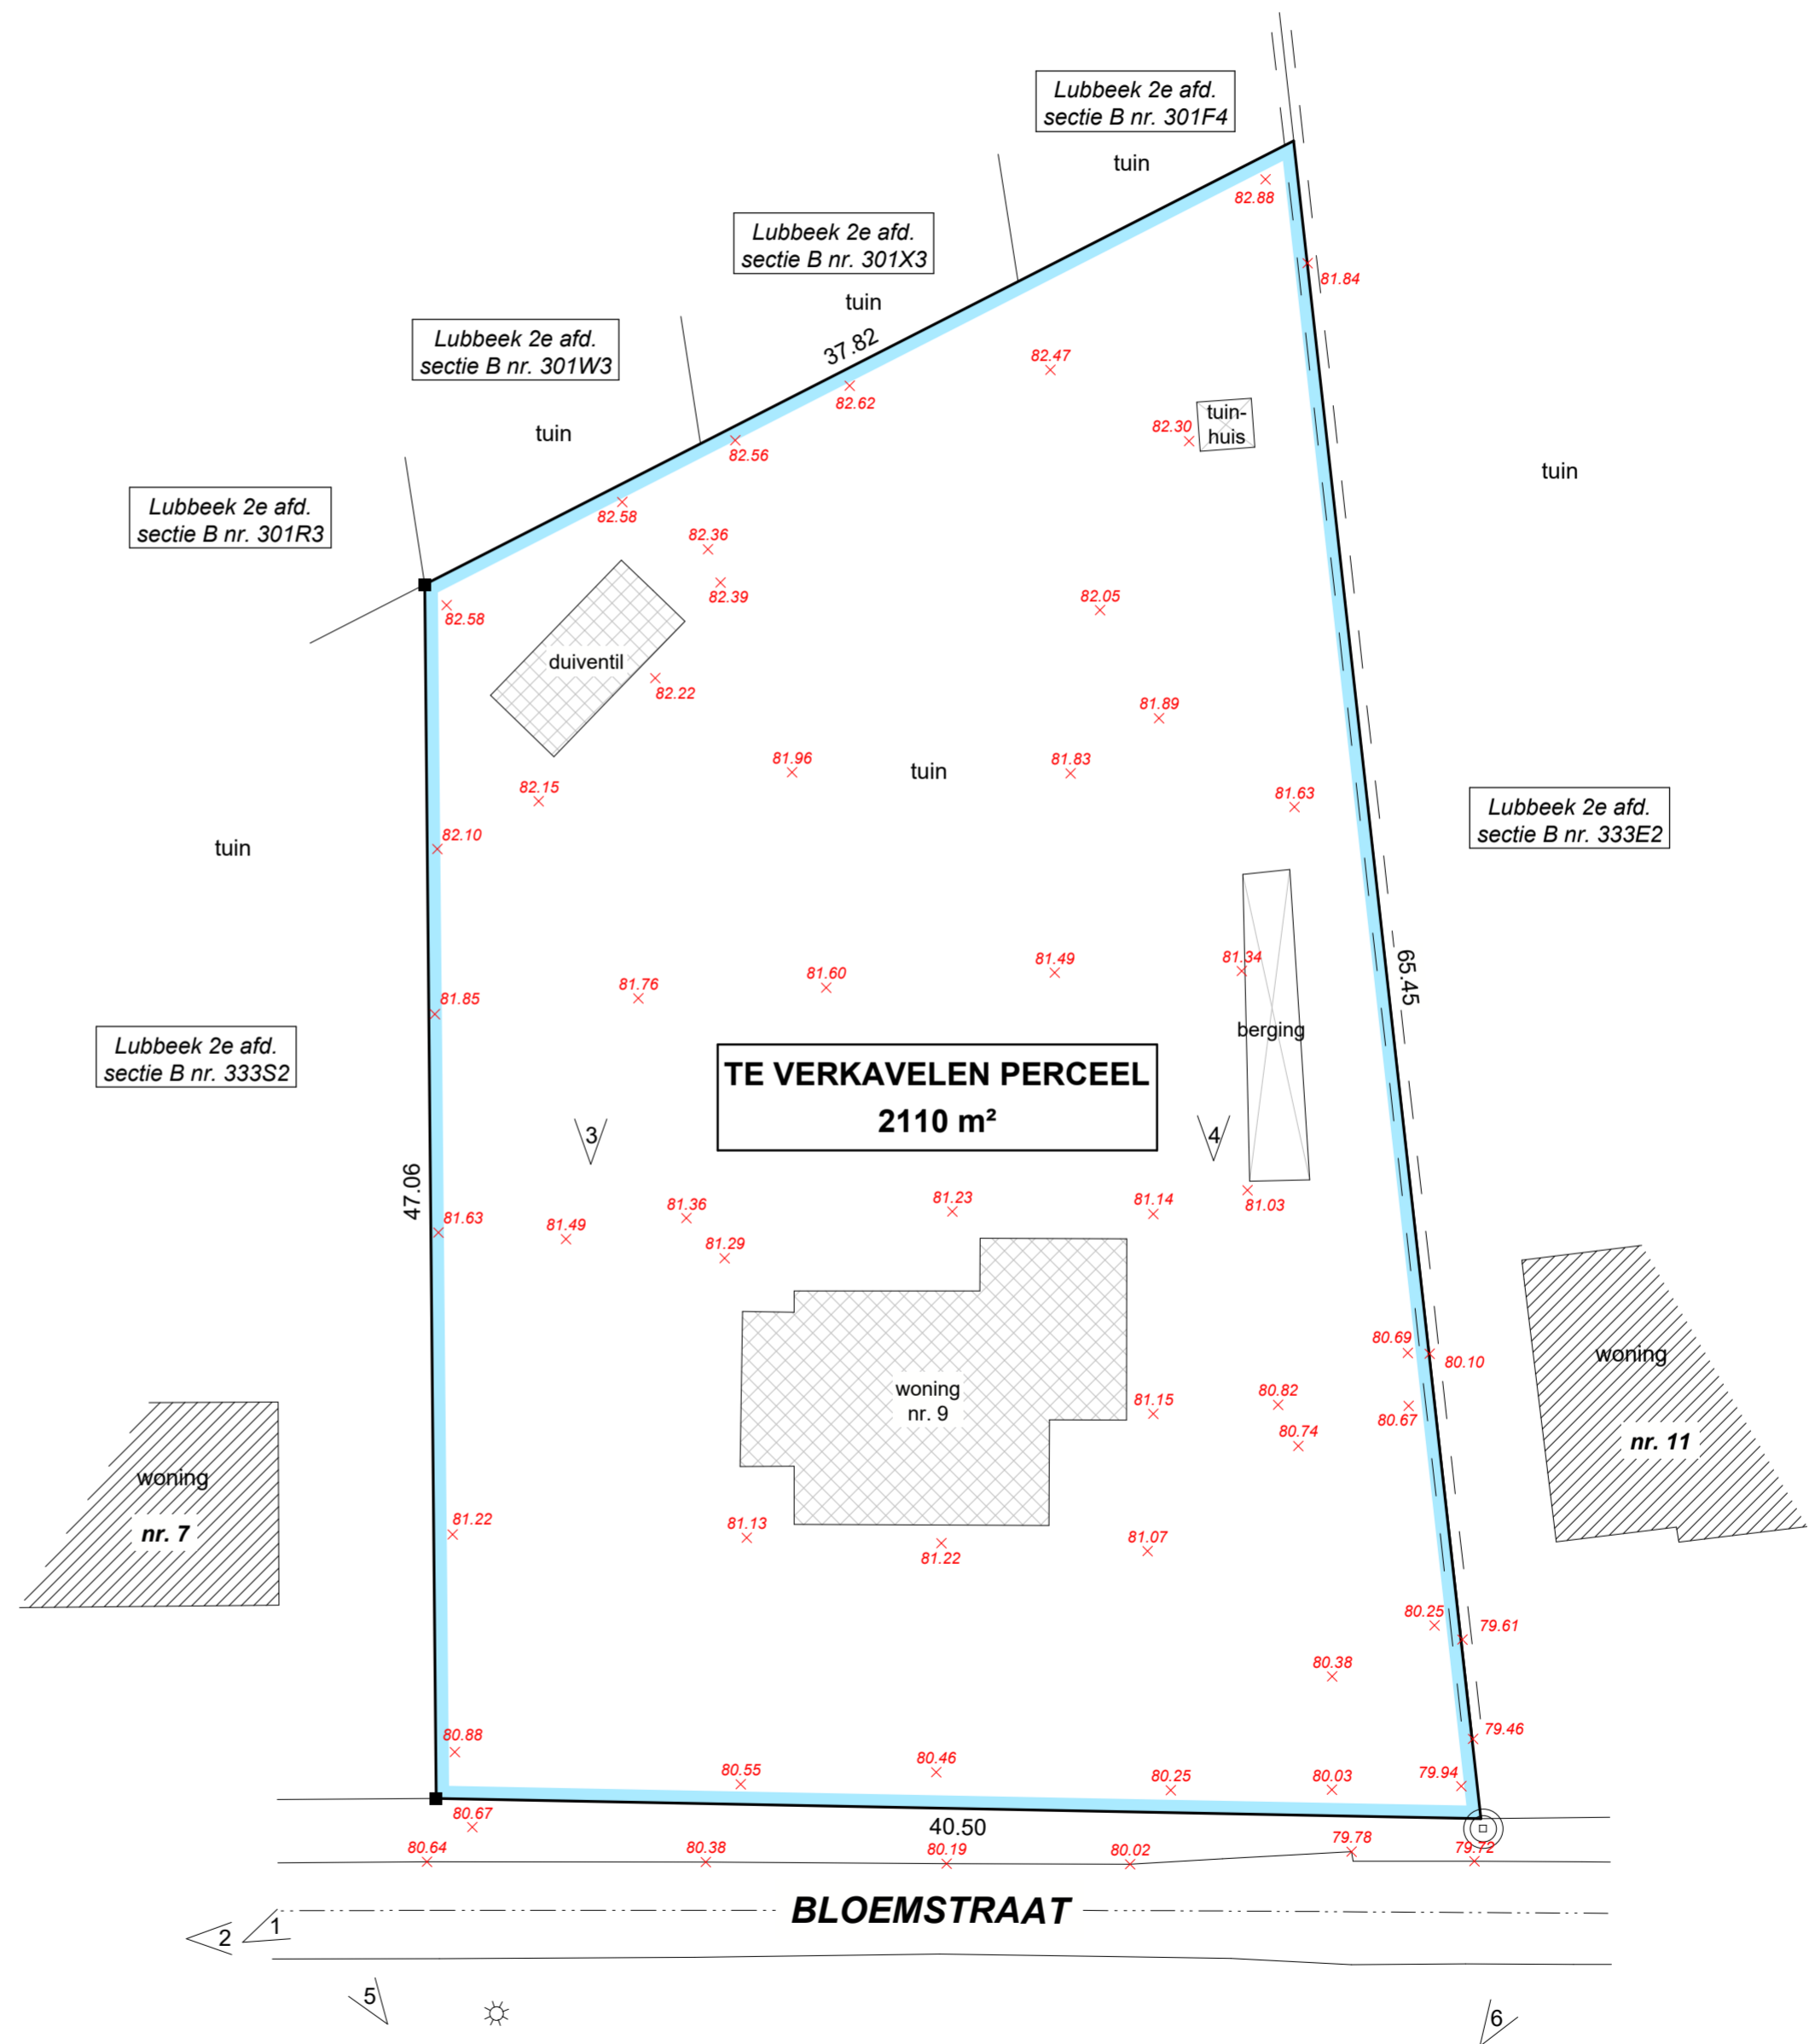 Lubbeek 2e afd.
sectie B nr. 301F4
tuin
82.88
Lubbeek 2e afd.
sectie B nr. 301X3
tuin
81.84
Lubbeek 2e afd.
sectie B nr. 301W3
37.82
82.47
82.62
tuin-
huis
82.30
tuin
82.56
tuin
Lubbeek 2e afd.
sectie B nr. 301R3
82.58
82.36
82.39
82.05
82.58
duiventil
82.22
81.89
81.96
tuin
81.83
82.15
81.63
Lubbeek 2e afd.
sectie B nr. 333E2
82.10
tuin
81.34
81.49
81.60
81.76
65.45
81.85
berging
Lubbeek 2e afd.
sectie B nr. 333S2
TE VERKAVELEN PERCEEL
2110 m²
3
4
47.06
81.36
81.23
81.14
81.03
81.63
81.49
81.29
80.69
80.10
woning
nr. 11
woning
nr. 9
81.15
80.82
80.67
80.74
woning
nr. 7
81.22
81.13
81.22
81.07
80.25
79.61
80.38
80.88
79.46
80.55
80.46
80.25
80.03
79.94
80.67
40.50
80.64
80.38
80.19
80.02
79.78
79.72
BLOEMSTRAAT
1
2
5
6